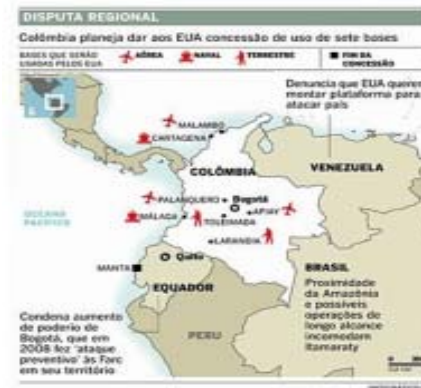 DISPUTA REGIONAL
Colômbia planeja dar aos EUA concessão de uso de sete bases
BASES QUE SERÃO
USADAS PELOS EUA
AÉREA
NAVAL
TERRESTRE
FIM DA
CONCESSÃO
Denuncia que EUA querem
montar plataforma para
atacar país
MALAMBO
CARTAGENA
COLÔMBIA
VENEZUELA
PALANQUERO
Bogotá
OCEANO
PACÍFICO
MÁLAGA
APIAY
TOLEMAIDA
LARANDIA
Quito
MANTA
EQUADOR
BRASIL
Proximidade
da Amazônia
e possíveis
operações de
longo alcance
incomodam
Itamaraty
Condena aumento
de poderio de
Bogotá, que em
2008 fez 'ataque
preventivo' às Farc
em seu território
PERU